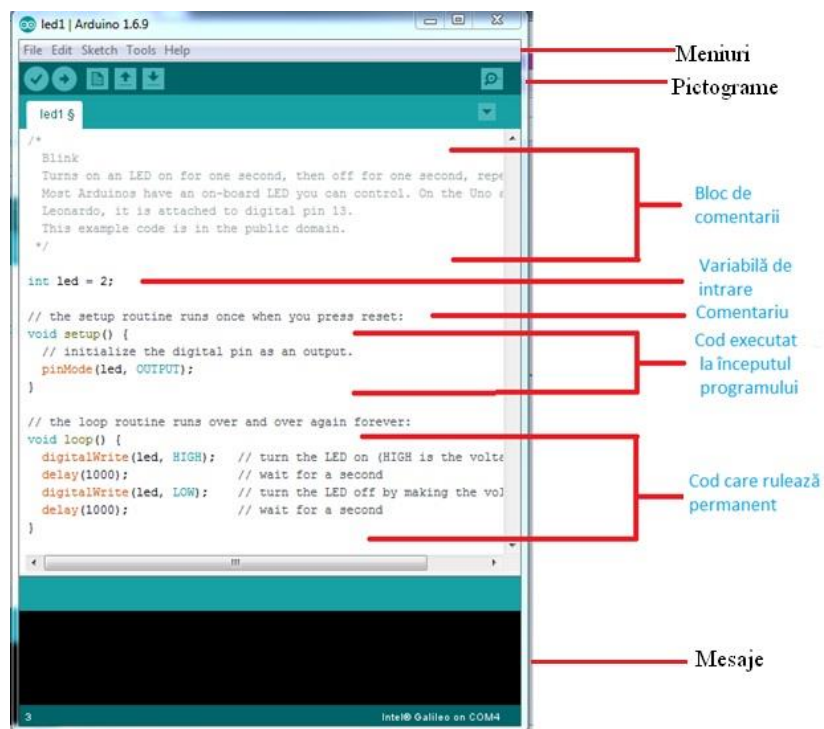 led1 | Arduino 1.6.9
File Edit Sketch Tools Help
led1 §
/*
Blink
Turns on an LED on for one second, then off for one second, repe
Most Arduinos have an on-board LED you can control. On the Uno a
Leonardo, it is attached to digital pin 13.
This example code is in the public domain.
*/
int led = 2;
// the setup routine runs once when you press reset:
void setup() {
// initialize the digital pin as an output.
pinMode(led, OUTPUT);
}
// the loop routine runs over and over again forever:
void loop() {
digitalWrite(led, HIGH); // turn the LED on (HIGH is the volta
delay(1000); // wait for a second
digitalWrite(led, LOW); // turn the LED off by making the vol
delay(1000); // wait for a second
}
3
Intel® Galileo on COM4
Meniuri
Pictograme
Bloc de
comentarii
Variabilă de
intrare
Comentariu
Cod executat
la începutul
programului
Cod care rulează
permanent
Mesaje